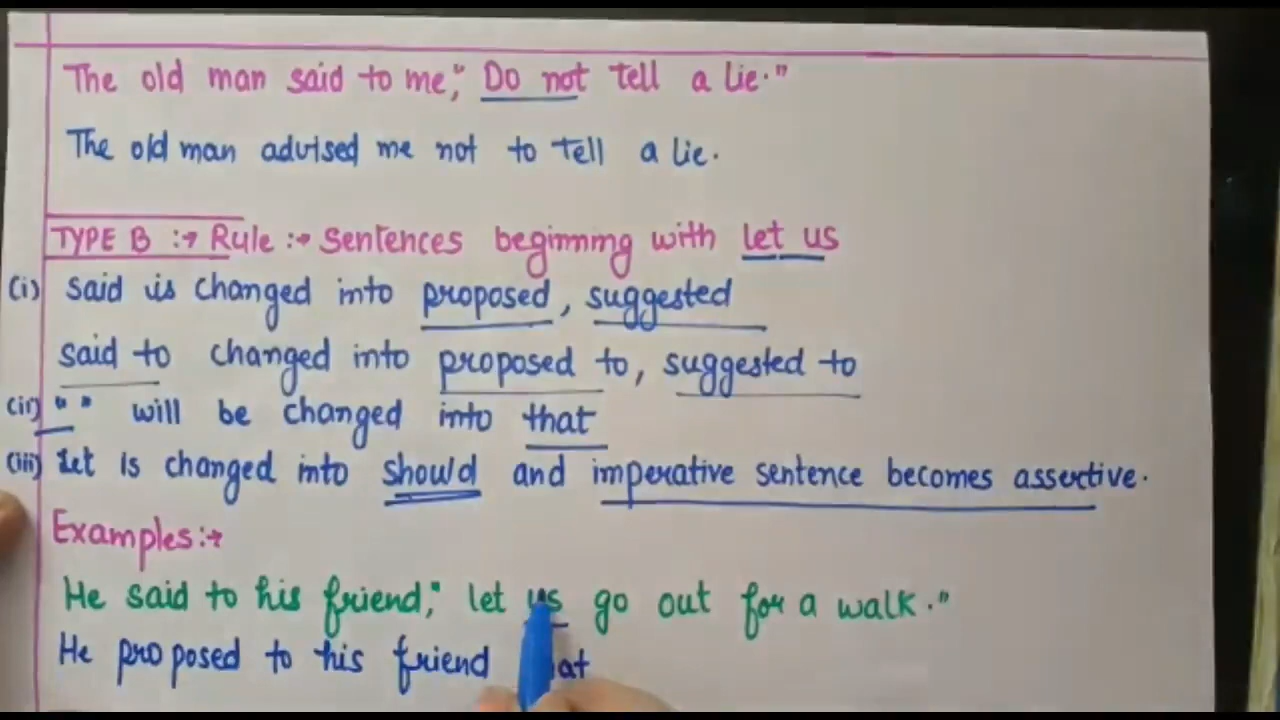 The old man said to me, "Do not tell a lie."
The old man advised me not to tell a lie.
TYPE B :→ Rule :→ Sentences beginning with let us
(i) said is changed into proposed, suggested
said to changed into proposed to, suggested to
(ii) " " will be changed into that
(iii) Let is changed into should and imperative sentence becomes assertive.
Examples :→
He said to his friend, "let us go out for a walk."
He proposed to his friend